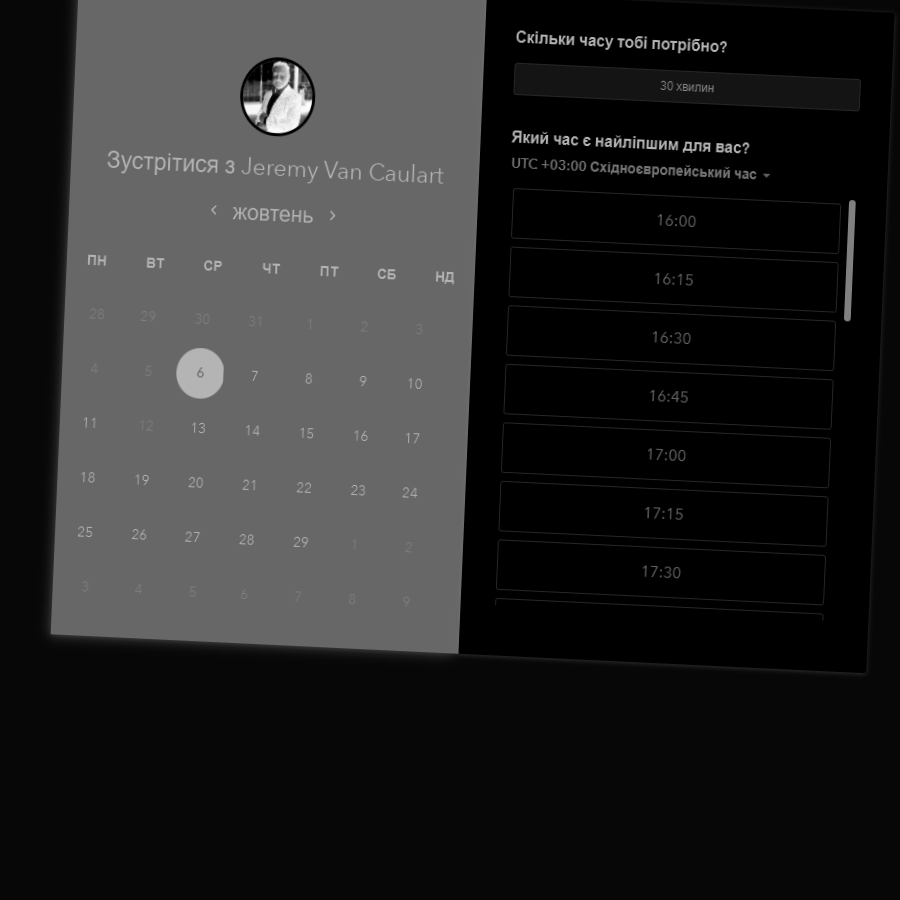 Зустрітися з Jeremy Van Caulart
‹ жовтень ›
ПН ВТ СР ЧТ ПТ СБ НД
28 29 30 31 1 2 3
4 5 6 7 8 9 10
11 12 13 14 15 16 17
18 19 20 21 22 23 24
25 26 27 28 29 1 2
3 4 5 6 7 8 9
Скільки часу тобі потрібно?
30 хвилин
Який час є найліпшим для вас?
UTC +03:00 Східноєвропейський час
16:00
16:15
16:30
16:45
17:00
17:15
17:30